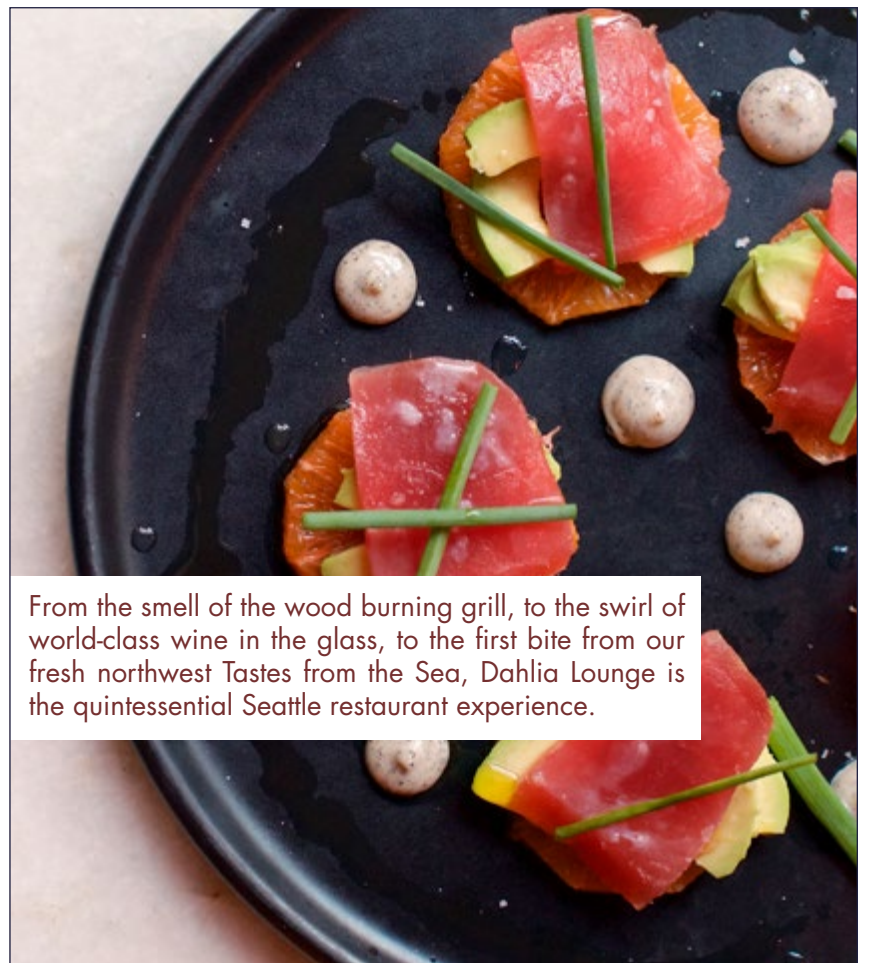 From the smell of the wood burning grill, to the swirl of
world-class wine in the glass, to the first bite from our
fresh northwest Tastes from the Sea, Dahlia Lounge is
the quintessential Seattle restaurant experience.